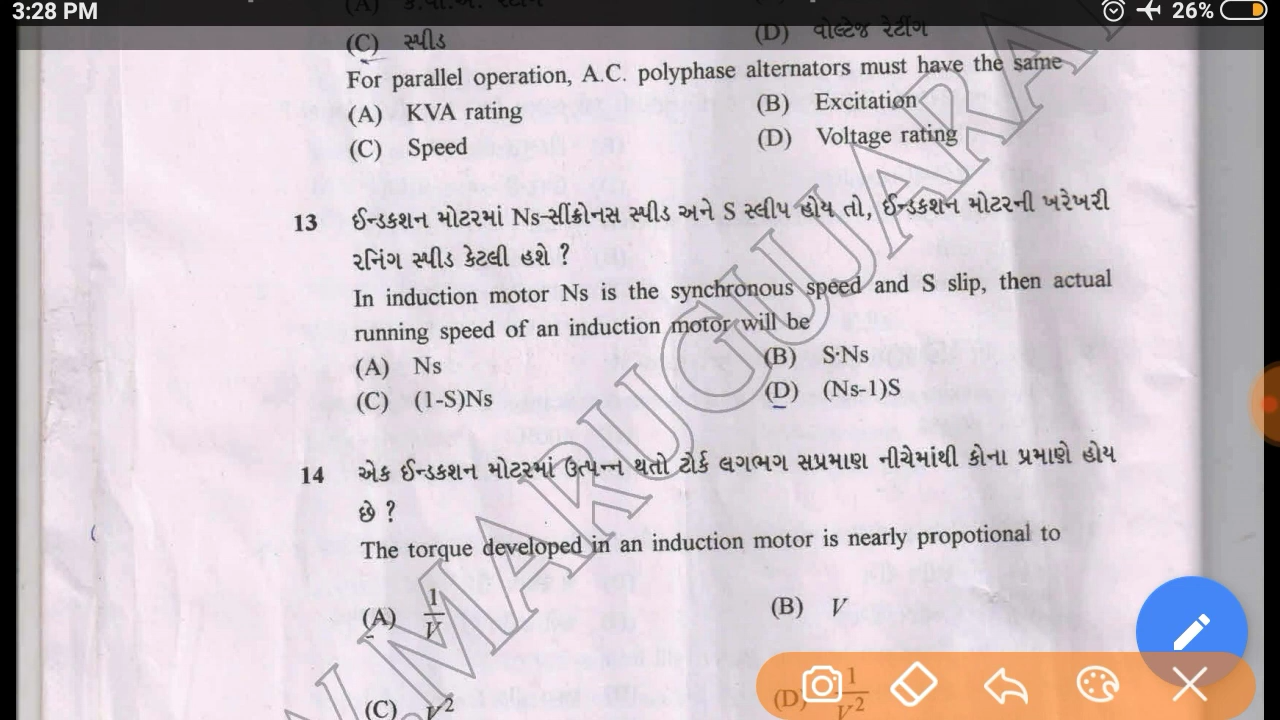 3:28 PM
26%
(C) સ્પીડ
(D) વોલ્ટેજ રેટીંગ
For parallel operation, A.C. polyphase alternators must have the same
(A) KVA rating
(B) Excitation
(C) Speed
(D) Voltage rating
13 ઈન્ડકશન મોટરમાં Ns-સીંક્રોનસ સ્પીડ અને S સ્લીપ હોય તો, ઈન્ડકશન મોટરની ખરેખરી
રનિંગ સ્પીડ કેટલી હશે ?
In induction motor Ns is the synchronous speed and S slip, then actual
running speed of an induction motor will be
(A) Ns
(B) S·Ns
(C) (1-S)Ns
(D) (Ns-1)S
14 એક ઈન્ડકશન મોટરમાં ઉત્પન્ન થતો ટોર્ક લગભગ સપ્રમાણ નીચેમાંથી કોના પ્રમાણે હોય
છે ?
The torque developed in an induction motor is nearly propotional to
(A) 1/V
(B) V
(C) V²
(D) 1/V²
MARUGUJARA